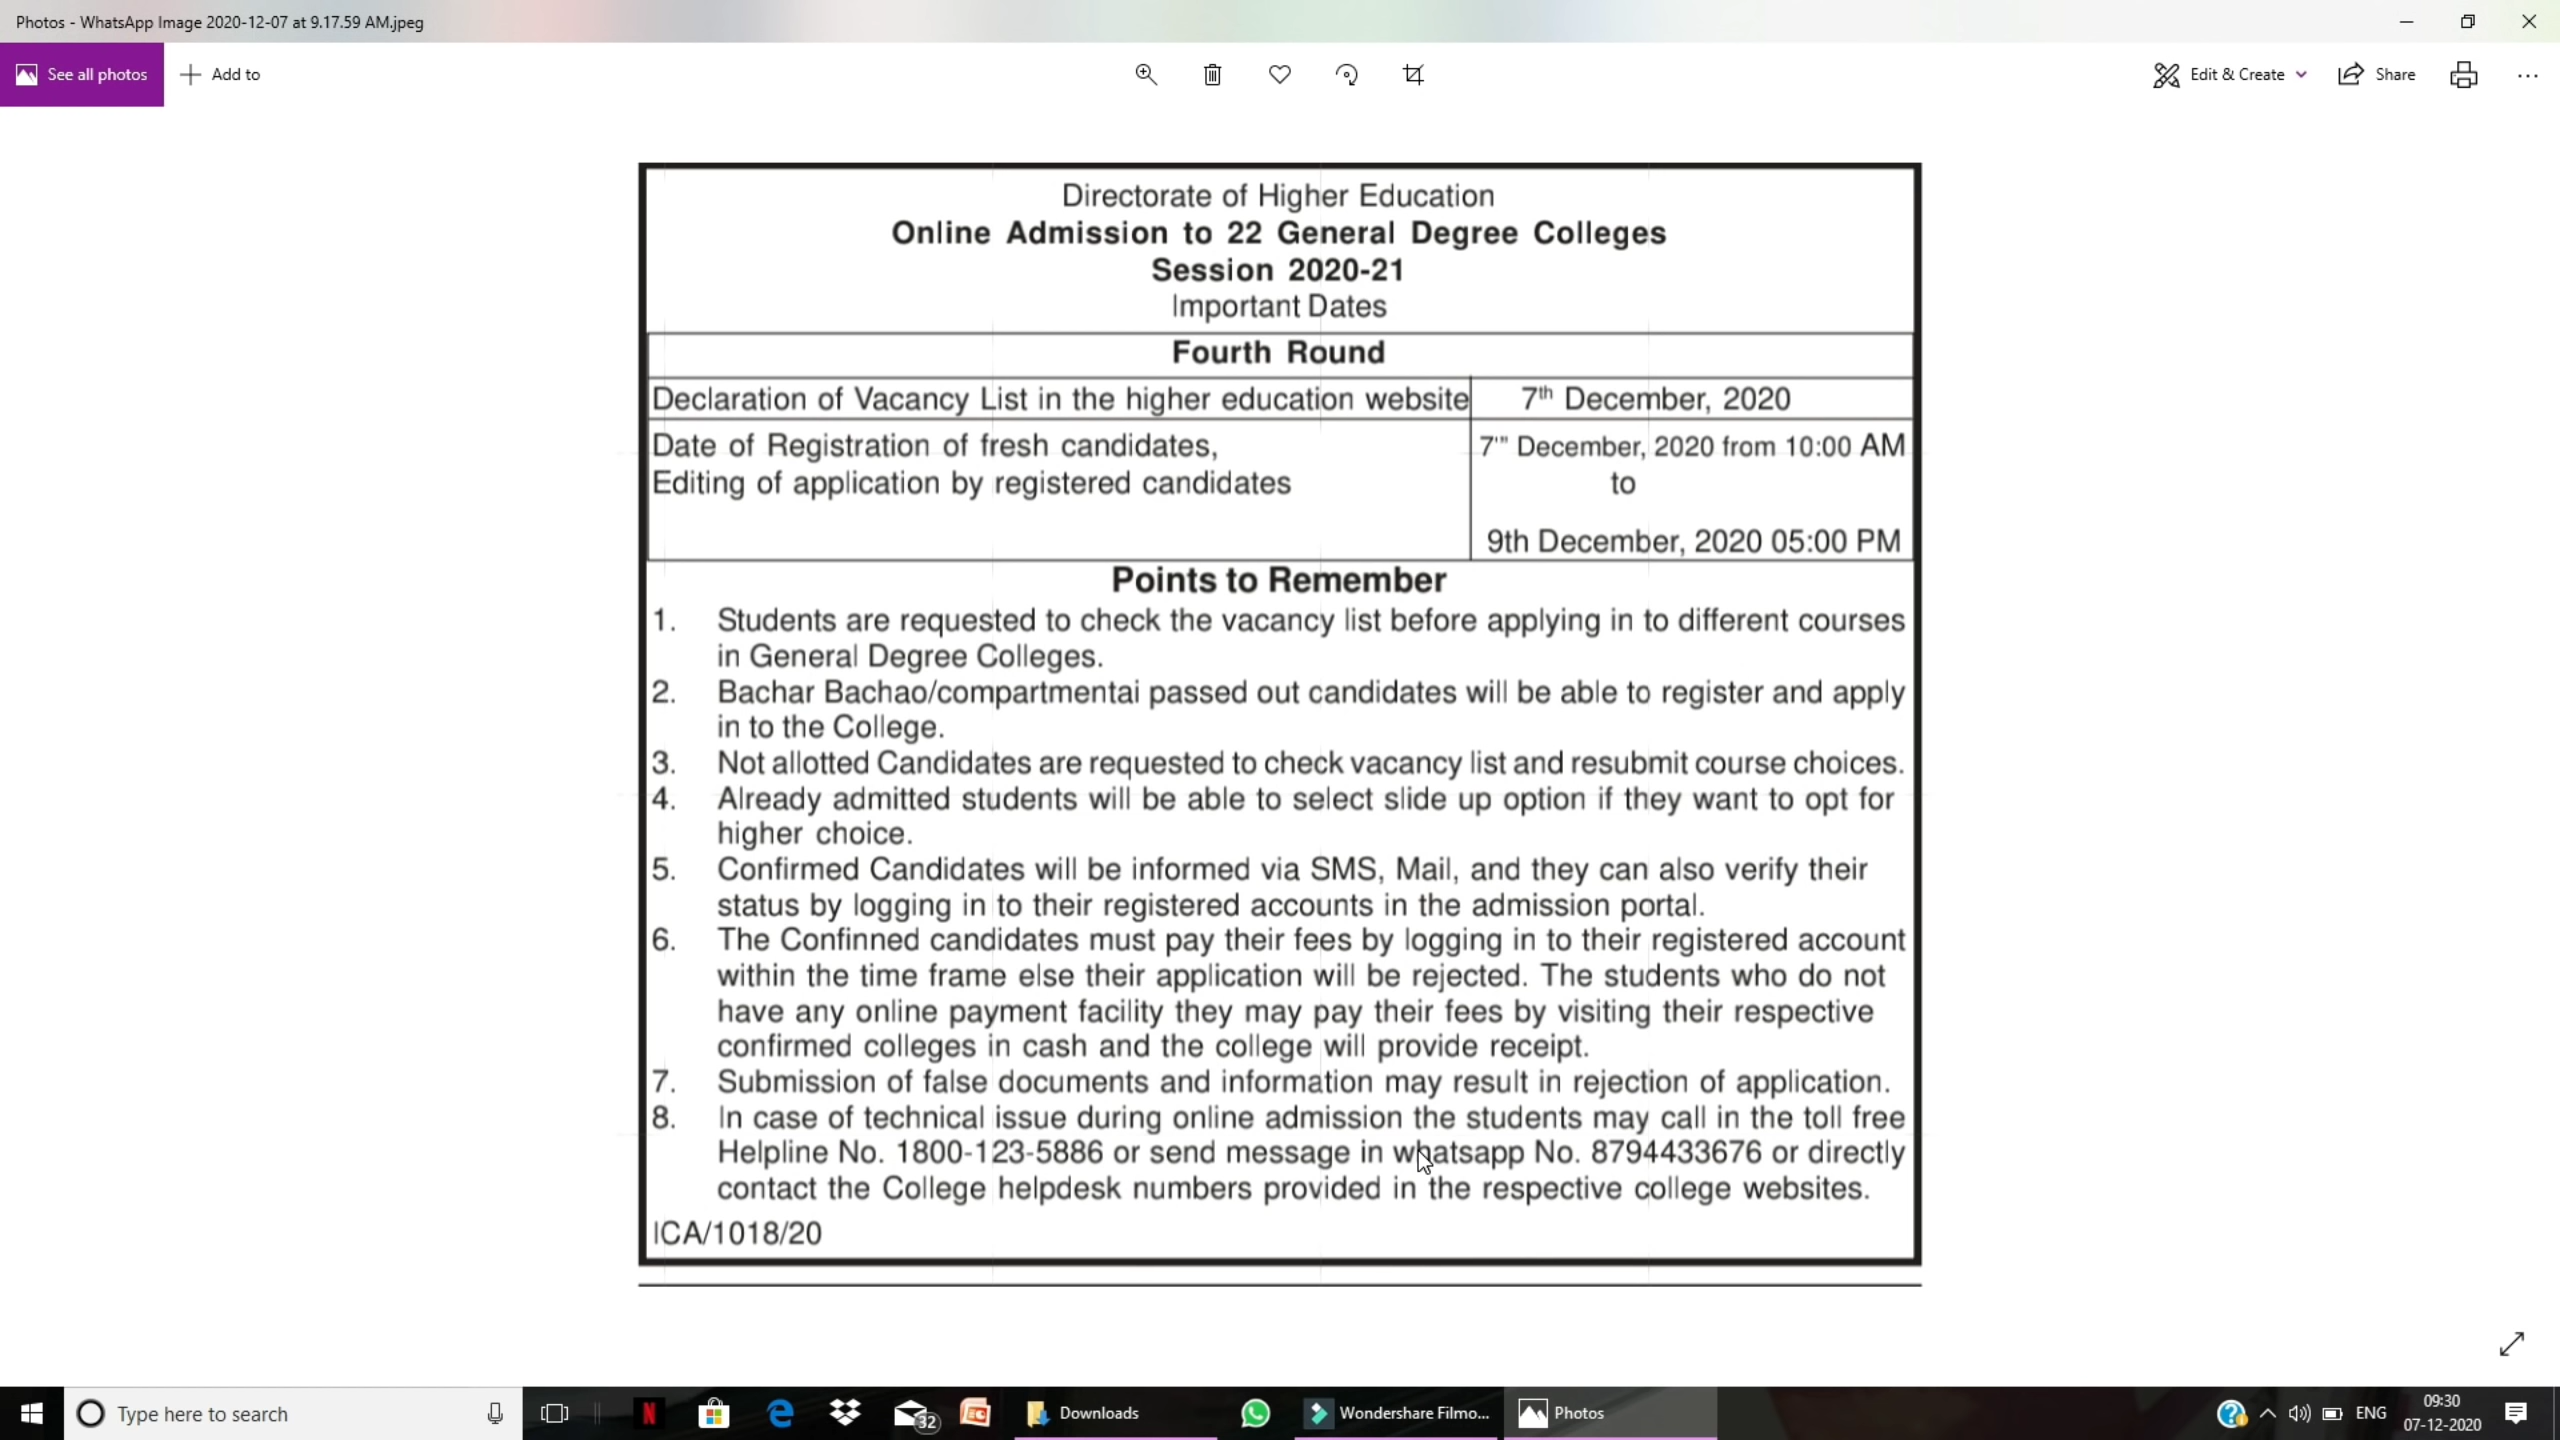 Photos - WhatsApp Image 2020-12-07 at 9.17.59 AM.jpeg
See all photos
Add to
Edit & Create
Share
Directorate of Higher Education
Online Admission to 22 General Degree Colleges
Session 2020-21
Important Dates
Fourth Round
Declaration of Vacancy List in the higher education website 7th December, 2020
Date of Registration of fresh candidates, 7'" December, 2020 from 10:00 AM
Editing of application by registered candidates to
9th December, 2020 05:00 PM
Points to Remember
1. Students are requested to check the vacancy list before applying in to different courses
in General Degree Colleges.
2. Bachar Bachao/compartmentai passed out candidates will be able to register and apply
in to the College.
3. Not allotted Candidates are requested to check vacancy list and resubmit course choices.
4. Already admitted students will be able to select slide up option if they want to opt for
higher choice.
5. Confirmed Candidates will be informed via SMS, Mail, and they can also verify their
status by logging in to their registered accounts in the admission portal.
6. The Confinned candidates must pay their fees by logging in to their registered account
within the time frame else their application will be rejected. The students who do not
have any online payment facility they may pay their fees by visiting their respective
confirmed colleges in cash and the college will provide receipt.
7. Submission of false documents and information may result in rejection of application.
8. In case of technical issue during online admission the students may call in the toll free
Helpline No. 1800-123-5886 or send message in whatsapp No. 8794433676 or directly
contact the College helpdesk numbers provided in the respective college websites.
ICA/1018/20
Type here to search
32
Downloads
Wondershare Filmo...
Photos
ENG
09:30
07-12-2020